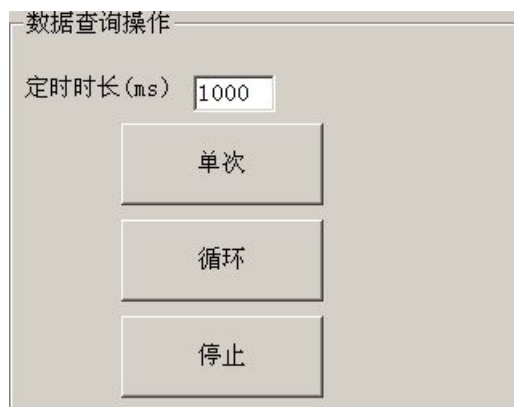 数据查询操作
定时时长(ms) 1000
单次
循环
停止